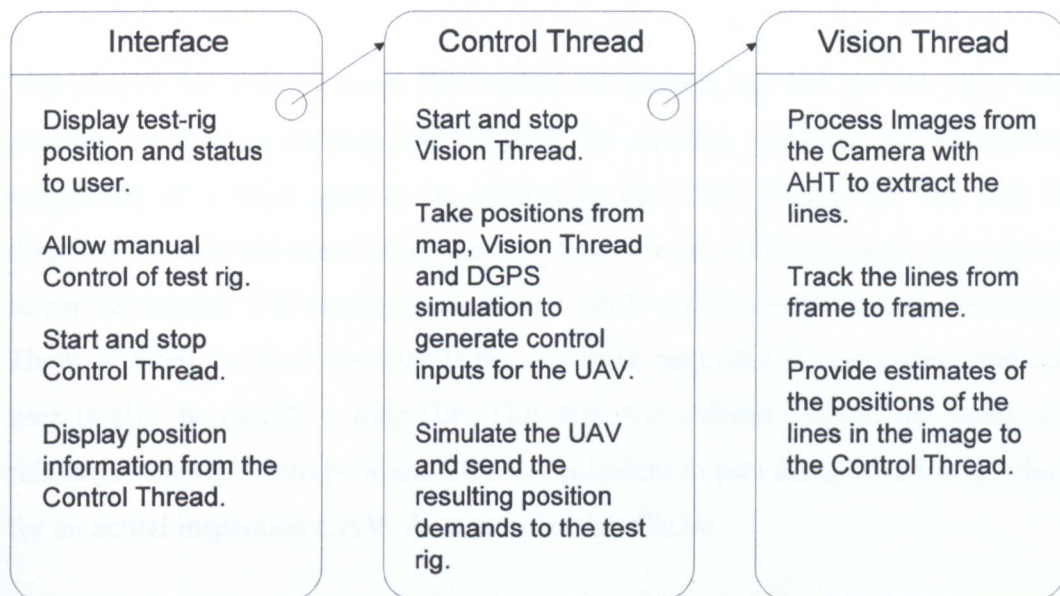 Interface
Display test-rig
position and status
to user.
Allow manual
Control of test rig.
Start and stop
Control Thread.
Display position
information from the
Control Thread.
Control Thread
Start and stop
Vision Thread.
Take positions from
map, Vision Thread
and DGPS
simulation to
generate control
inputs for the UAV.
Simulate the UAV
and send the
resulting position
demands to the test
rig.
Vision Thread
Process Images from
the Camera with
AHT to extract the
lines.
Track the lines from
frame to frame.
Provide estimates of
the positions of the
lines in the image to
the Control Thread.